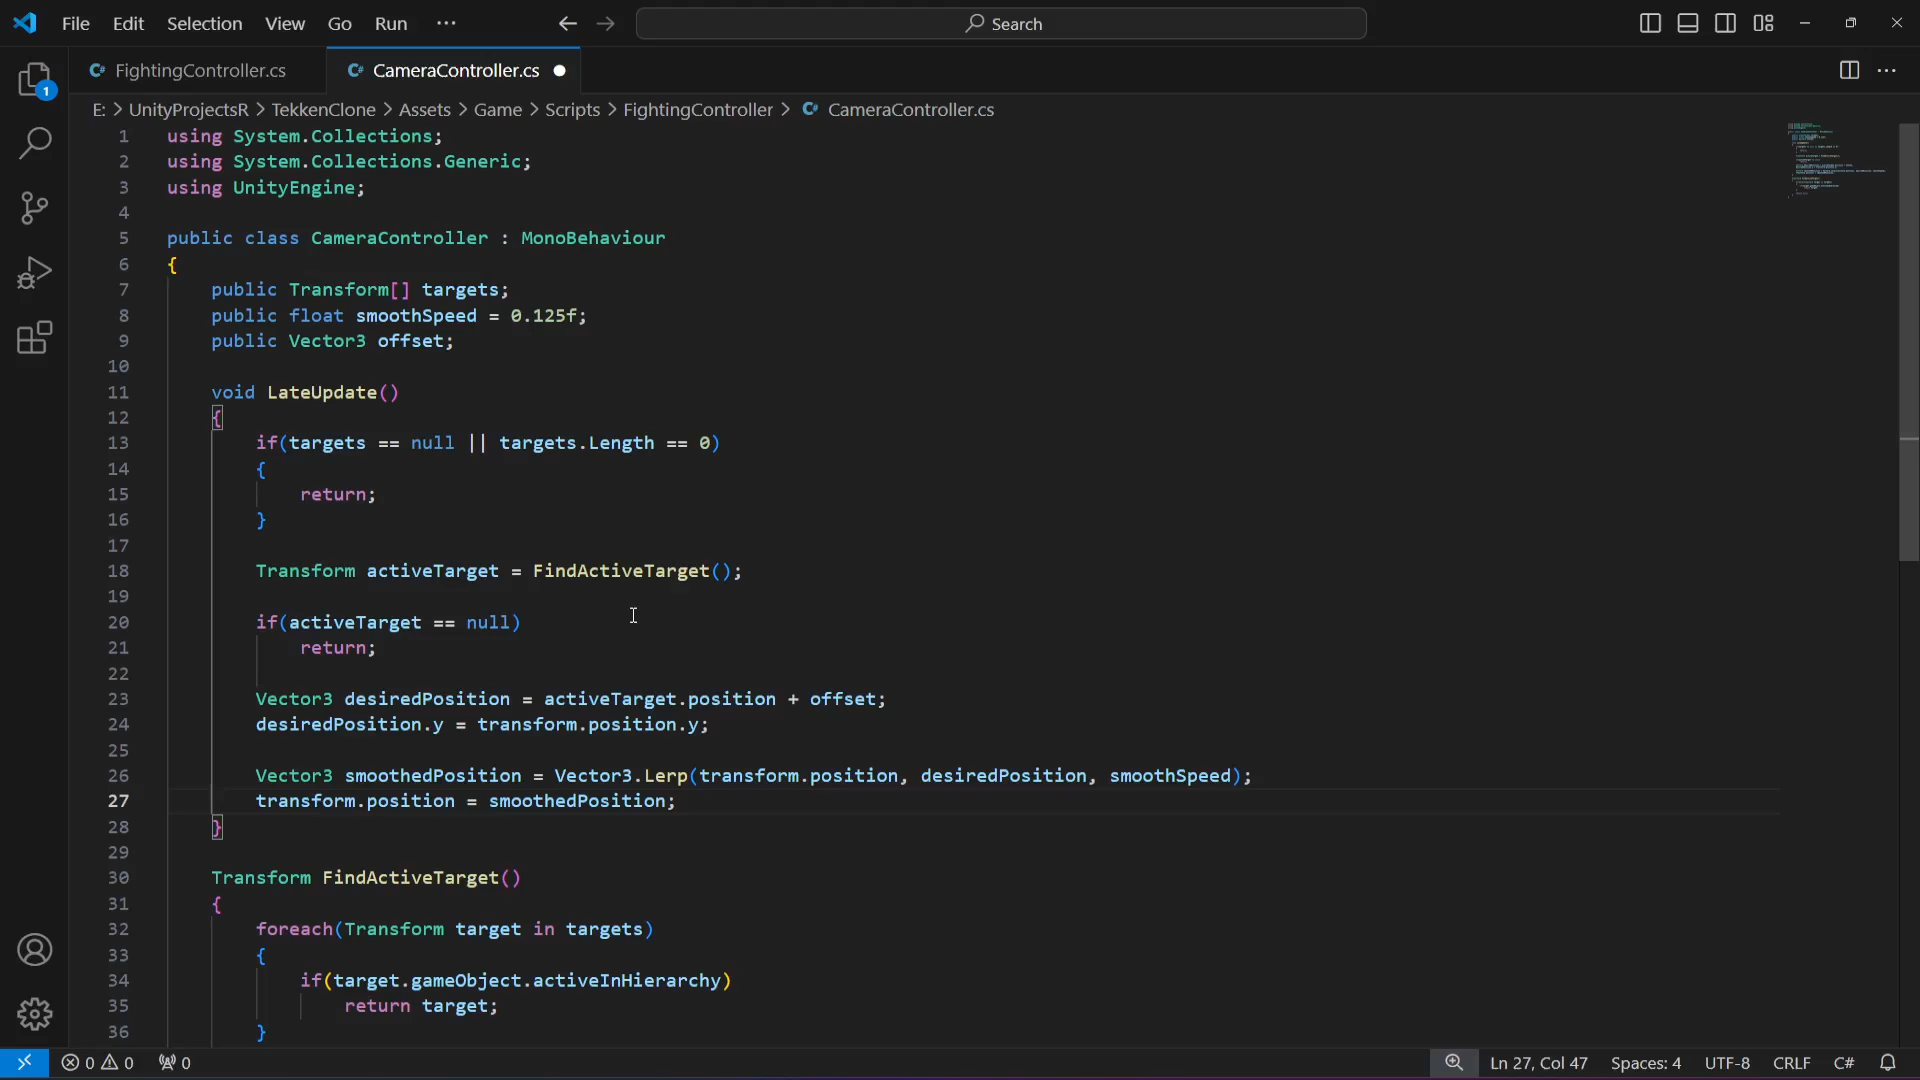 File Edit Selection View Go Run ··· Search
FightingController.cs CameraController.cs
E: > UnityProjectsR > TekkenClone > Assets > Game > Scripts > FightingController > CameraController.cs
1 using System.Collections;
2 using System.Collections.Generic;
3 using UnityEngine;
4
5 public class CameraController : MonoBehaviour
6 {
7 public Transform[] targets;
8 public float smoothSpeed = 0.125f;
9 public Vector3 offset;
10
11 void LateUpdate()
12 {
13 if(targets == null || targets.Length == 0)
14 {
15 return;
16 }
17
18 Transform activeTarget = FindActiveTarget();
19
20 if(activeTarget == null)
21 return;
22
23 Vector3 desiredPosition = activeTarget.position + offset;
24 desiredPosition.y = transform.position.y;
25
26 Vector3 smoothedPosition = Vector3.Lerp(transform.position, desiredPosition, smoothSpeed);
27 transform.position = smoothedPosition;
28 }
29
30 Transform FindActiveTarget()
31 {
32 foreach(Transform target in targets)
33 {
34 if(target.gameObject.activeInHierarchy)
35 return target;
36 }
1
0 0 0 Ln 27, Col 47 Spaces: 4 UTF-8 CRLF C#